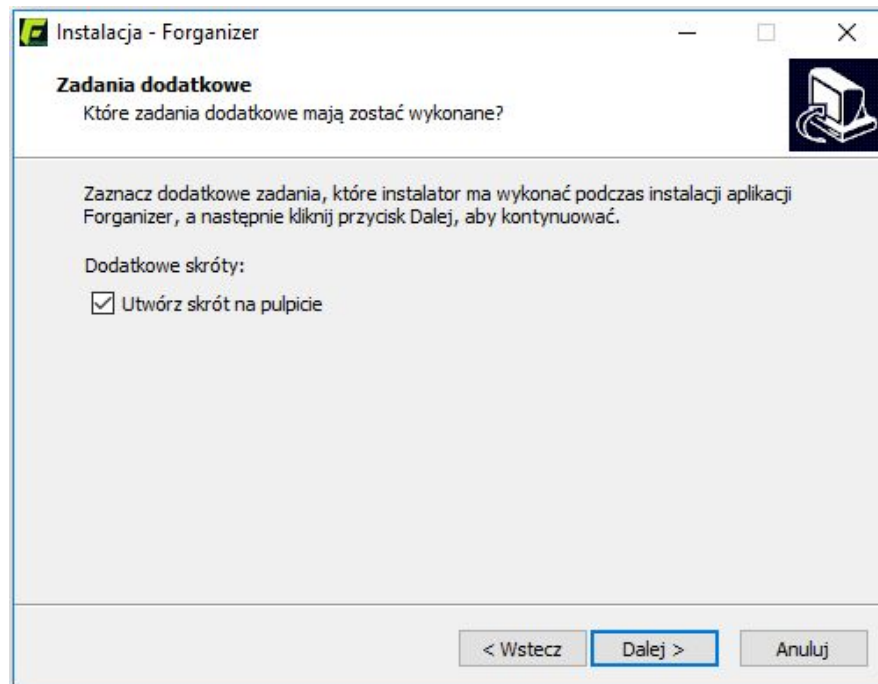 Instalacja - Forganizer
Zadania dodatkowe
Które zadania dodatkowe mają zostać wykonane?
Zaznacz dodatkowe zadania, które instalator ma wykonać podczas instalacji aplikacji
Forganizer, a następnie kliknij przycisk Dalej, aby kontynuować.
Dodatkowe skróty:
Utwórz skrót na pulpicie
< Wstecz
Dalej >
Anuluj